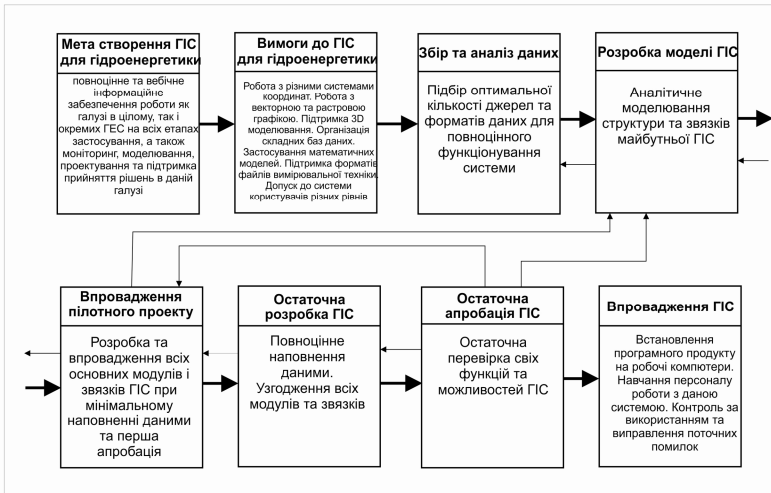 Мета створення ГІС
для гідроенергетики
повноцінне та вебічне
інформаційне
забезпечення роботи як
галузі в цілому, так і
окремих ГЕС на всіх етапах
застосування, а також
моніторинг, моделювання,
проектування та підтримка
прийняття рішень в даній
галузі
Вимоги до ГІС
для гідроенергетики
Робота з різними системами
координат. Робота з
векторною та растровою
графікою. Підтримка 3D
моделювання. Організація
складних баз даних.
Застосування математичних
моделей. Підтримка форматів
файлів вимірювальної техніки.
Допуск до системи
користувачів різних рівнів
Збір та аналіз даних
Підбір оптимальної
кількості джерел та
форматів даних для
повноцінного
функціонування
системи
Розробка моделі ГІС
Аналітичне
моделювання
структури та звязків
майбутньої ГІС
Впровадження
пілотного проекту
Розробка та
впровадження всіх
основних модулів і
звязків ГІС при
мінімальному
наповненні даними
та перша
апробація
Остаточна
розробка ГІС
Повноцінне
наповнення
даними.
Узгодження всіх
модулів та звязків
Остаточна
апробація ГІС
Остаточна
перевірка свіх
функцій та
можливостей ГІС
Впровадження ГІС
Встановлення
програмного продукту
на робочі компютери.
Навчання персоналу
роботи з даною
системою. Контроль за
використанням та
виправлення поточних
помилок